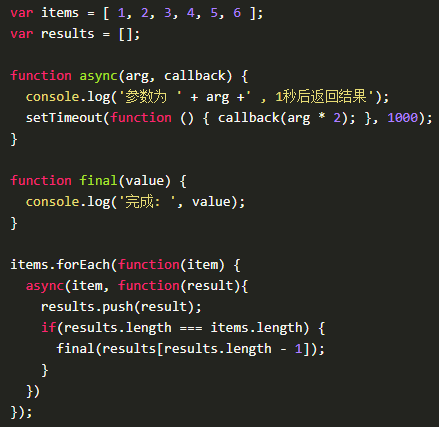 var items = [ 1, 2, 3, 4, 5, 6 ];
var results = [];

function async(arg, callback) {
  console.log('参数为 ' + arg +' , 1秒后返回结果');
  setTimeout(function () { callback(arg * 2); }, 1000);
}

function final(value) {
  console.log('完成: ', value);
}

items.forEach(function(item) {
  async(item, function(result){
    results.push(result);
    if(results.length === items.length) {
      final(results[results.length - 1]);
    }
  })
});